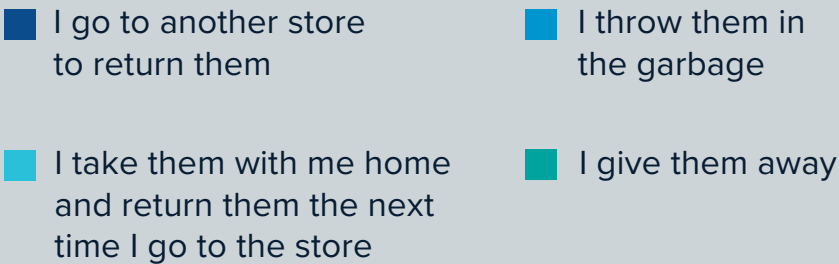 I go to another store
to return them
I throw them in
the garbage
I take them with me home
and return them the next
time I go to the store
I give them away